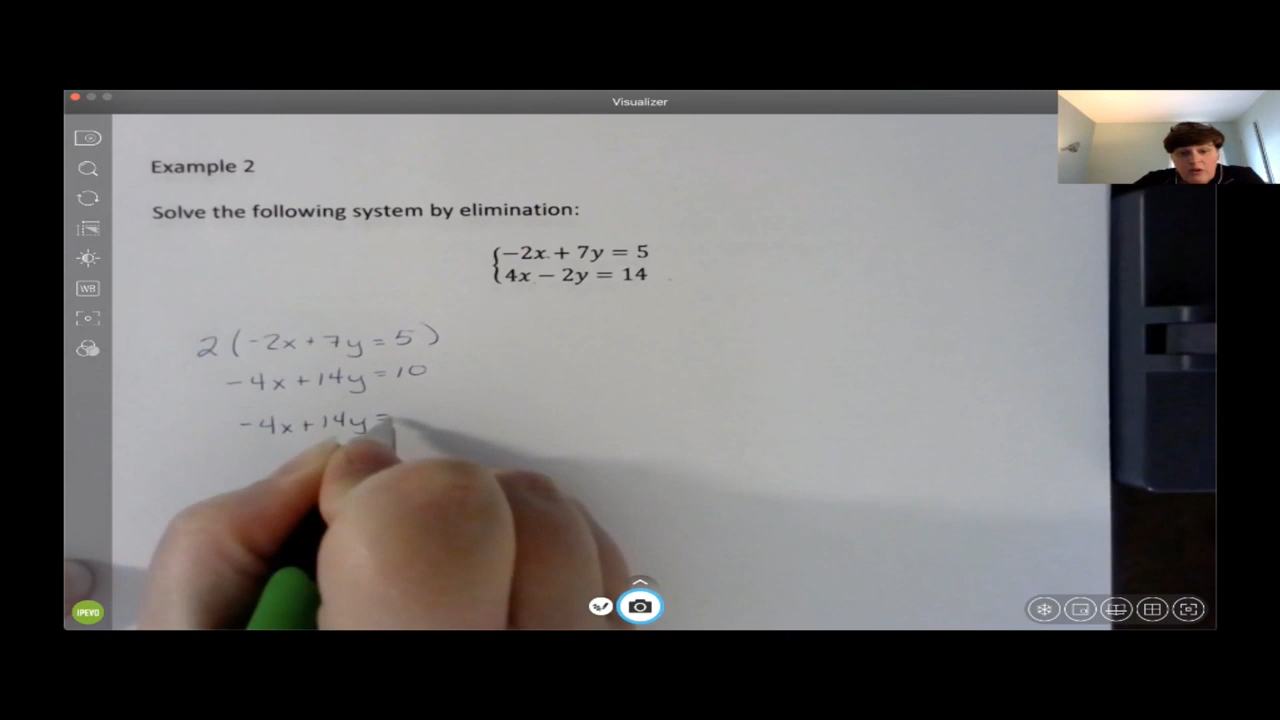 Visualizer
Example 2
Solve the following system by elimination:
−2x + 7y = 5
4x − 2y = 14
2(-2x+7y=5)
-4x+14y=10
-4x+14y=
WB
IPEVO